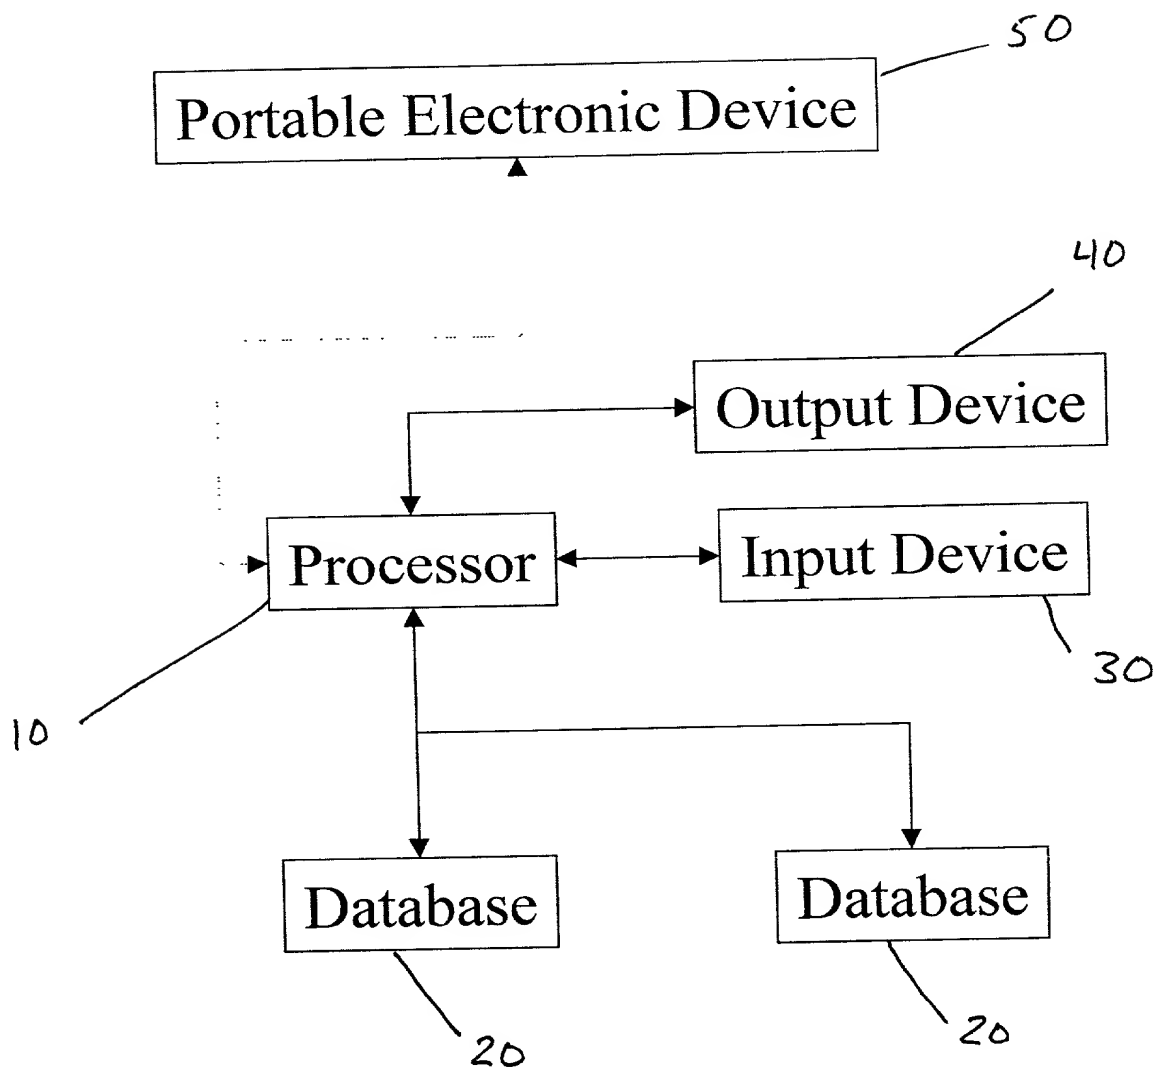 50
Portable Electronic Device
40
Output Device
Processor
Input Device
30
10
Database
Database
20
20